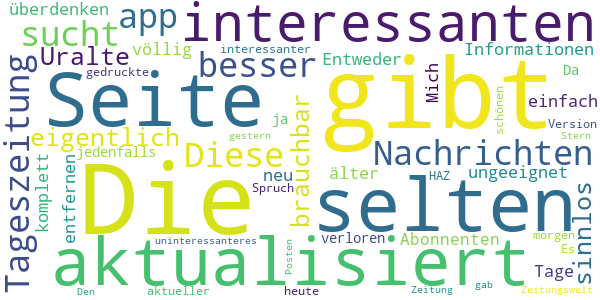 überdenken
app
interessanten
sucht
völlig
interessanter
Informationen
Uralte
gedruckte
besser
Entweder
Da
Tageszeitung
Seite
gibt
Mich
schönen
einfach
brauchbar
ja
Version
eigentlich
gestern
Stern
komplett
entfernen
jedenfalls
Diese
Nachrichten
Die
neu
älter
HAZ
ungeeignet
Spruch
selten
sinnlos
uninteressanteres
verloren
Abonnenten
morgen
Es
aktualisiert
Posten
Tage
Den
aktueller
heute
Zeitung
gab
Zeitungswelt